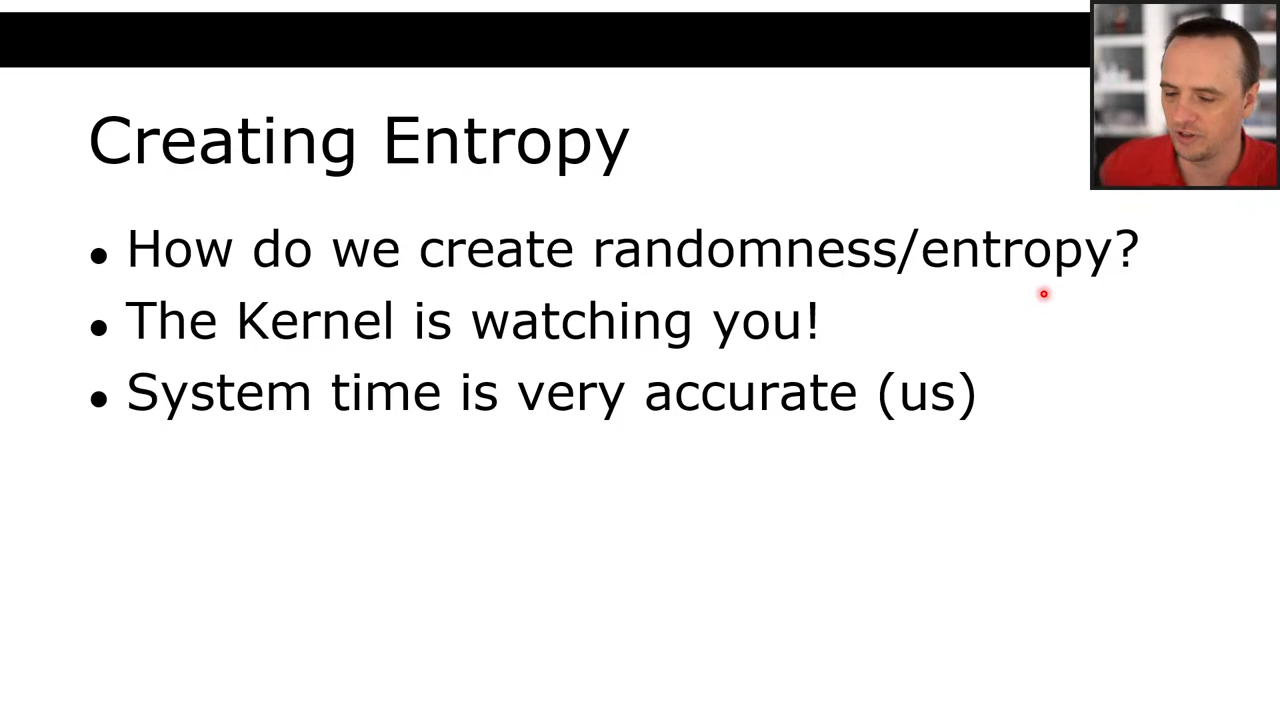 Creating Entropy
• How do we create randomness/entropy?
• The Kernel is watching you!
• System time is very accurate (us)